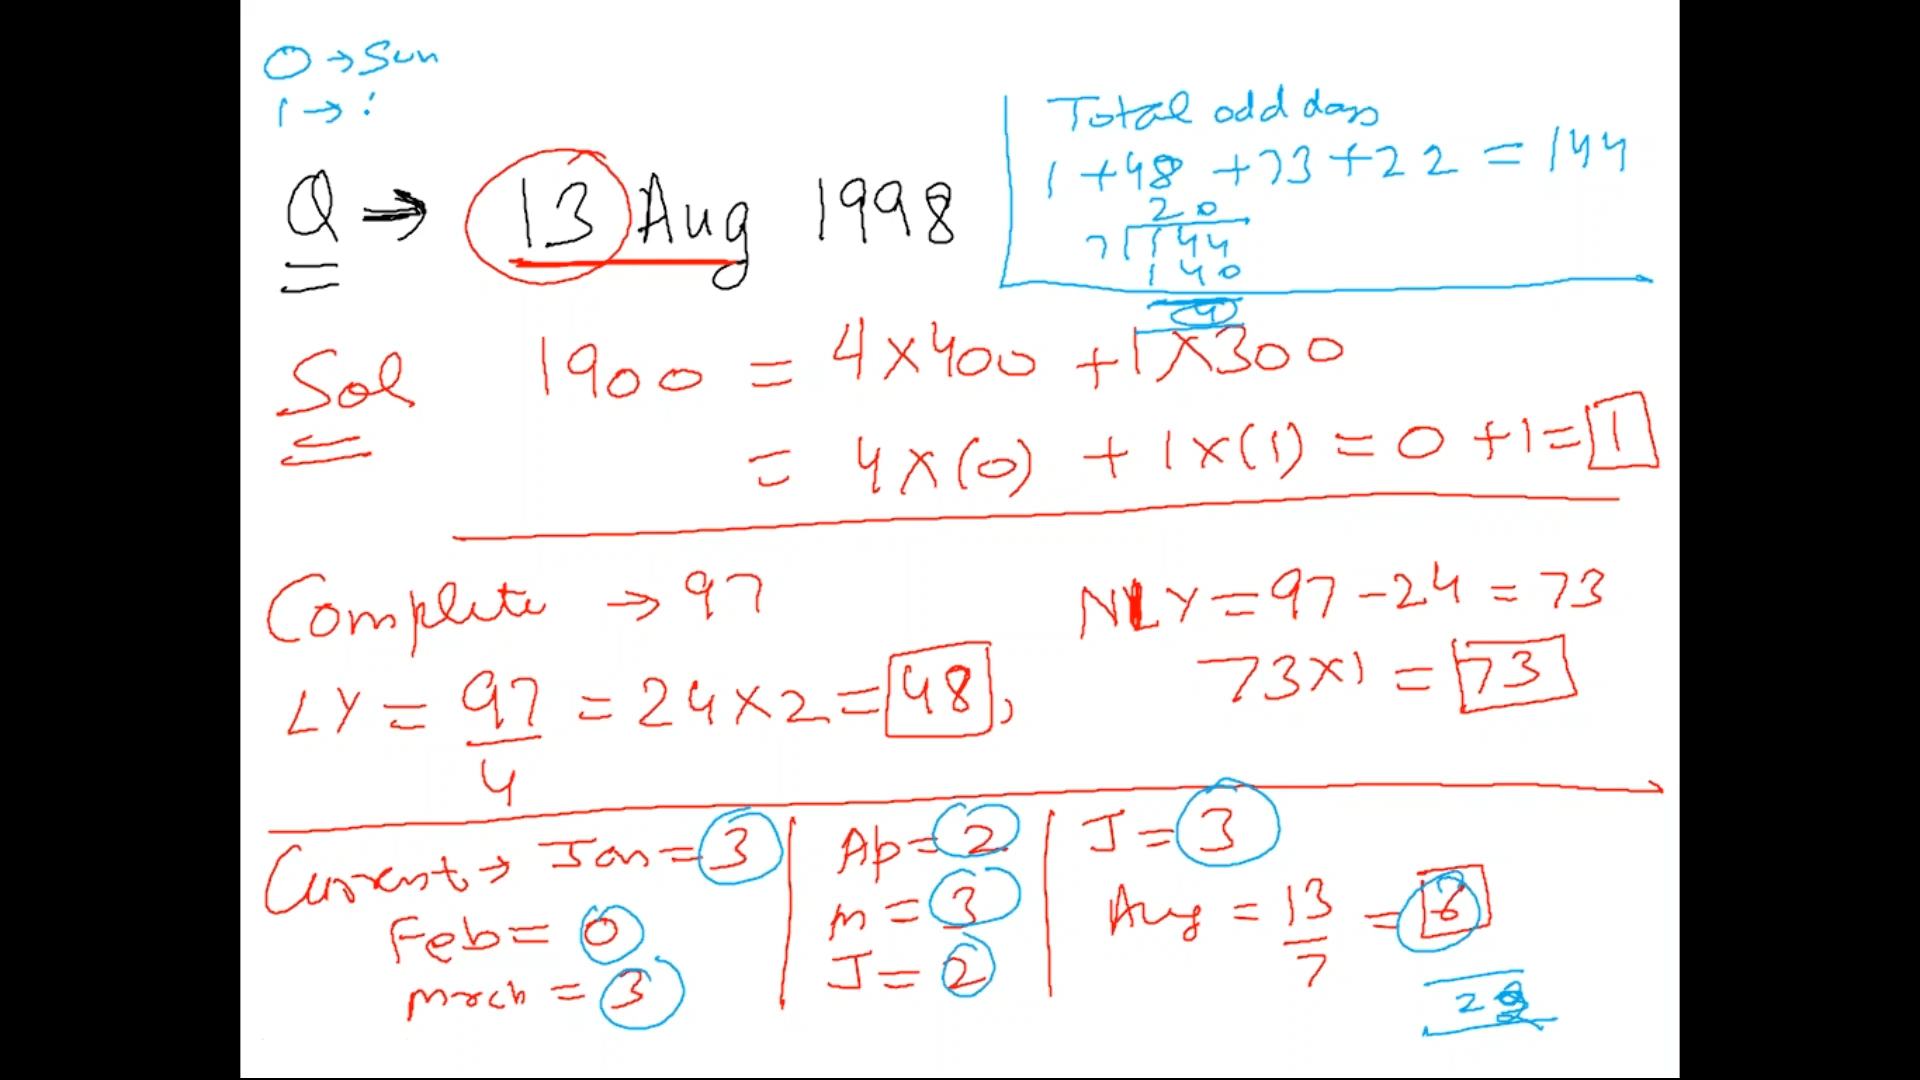 0 → Sun
1 → :
Q ⇒ 13 Aug 1998
Total odd days
1 + 48 + 73 + 22 = 144
20
7 144
140
4
Sol 1900 = 4 × 400 + 1 × 300
= 4 × (0) + 1 × (1) = 0 + 1 = 1
Complete → 97
LY = 97/4 = 24 × 2 = 48,
NLY = 97 - 24 = 73
73 × 1 = 73
Current → Jan = 3
Feb = 0
March = 3
Ap = 2
m = 3
J = 2
J = 3
Aug = 13/7 =